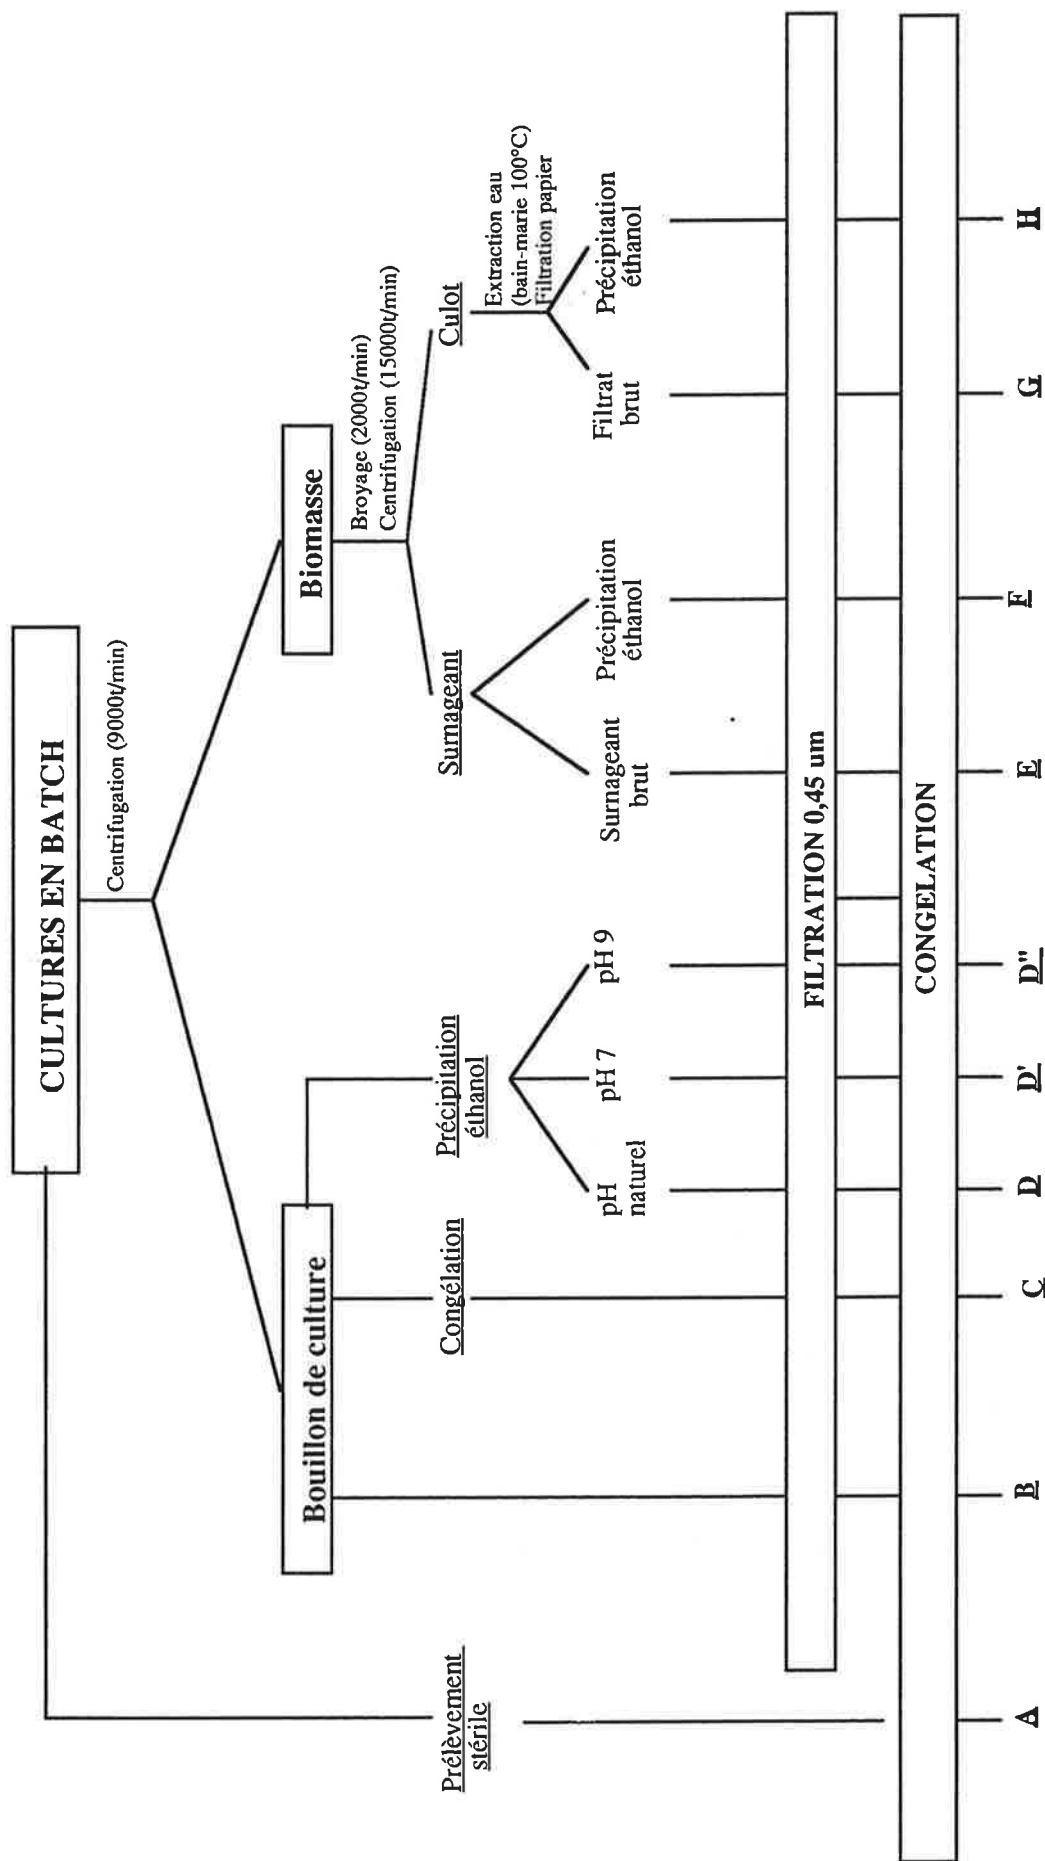 CULTURES EN BATCH
Centrifugation (9000t/min)
Bouillon de culture
Biomasse
Broyage (2000t/min)
Centrifugation (15000t/min)
Prélèvement
stérile
Congélation
Précipitation
éthanol
Surnageant
Culot
Extraction eau
(bain-marie 100°C)
Filtration papier
pH
naturel
pH 7
pH 9
Surnageant
brut
Précipitation
éthanol
Filtrat
brut
Précipitation
éthanol
FILTRATION 0,45 um
CONGELATION
A
B
C
D
D'
D"
E
F
G
H